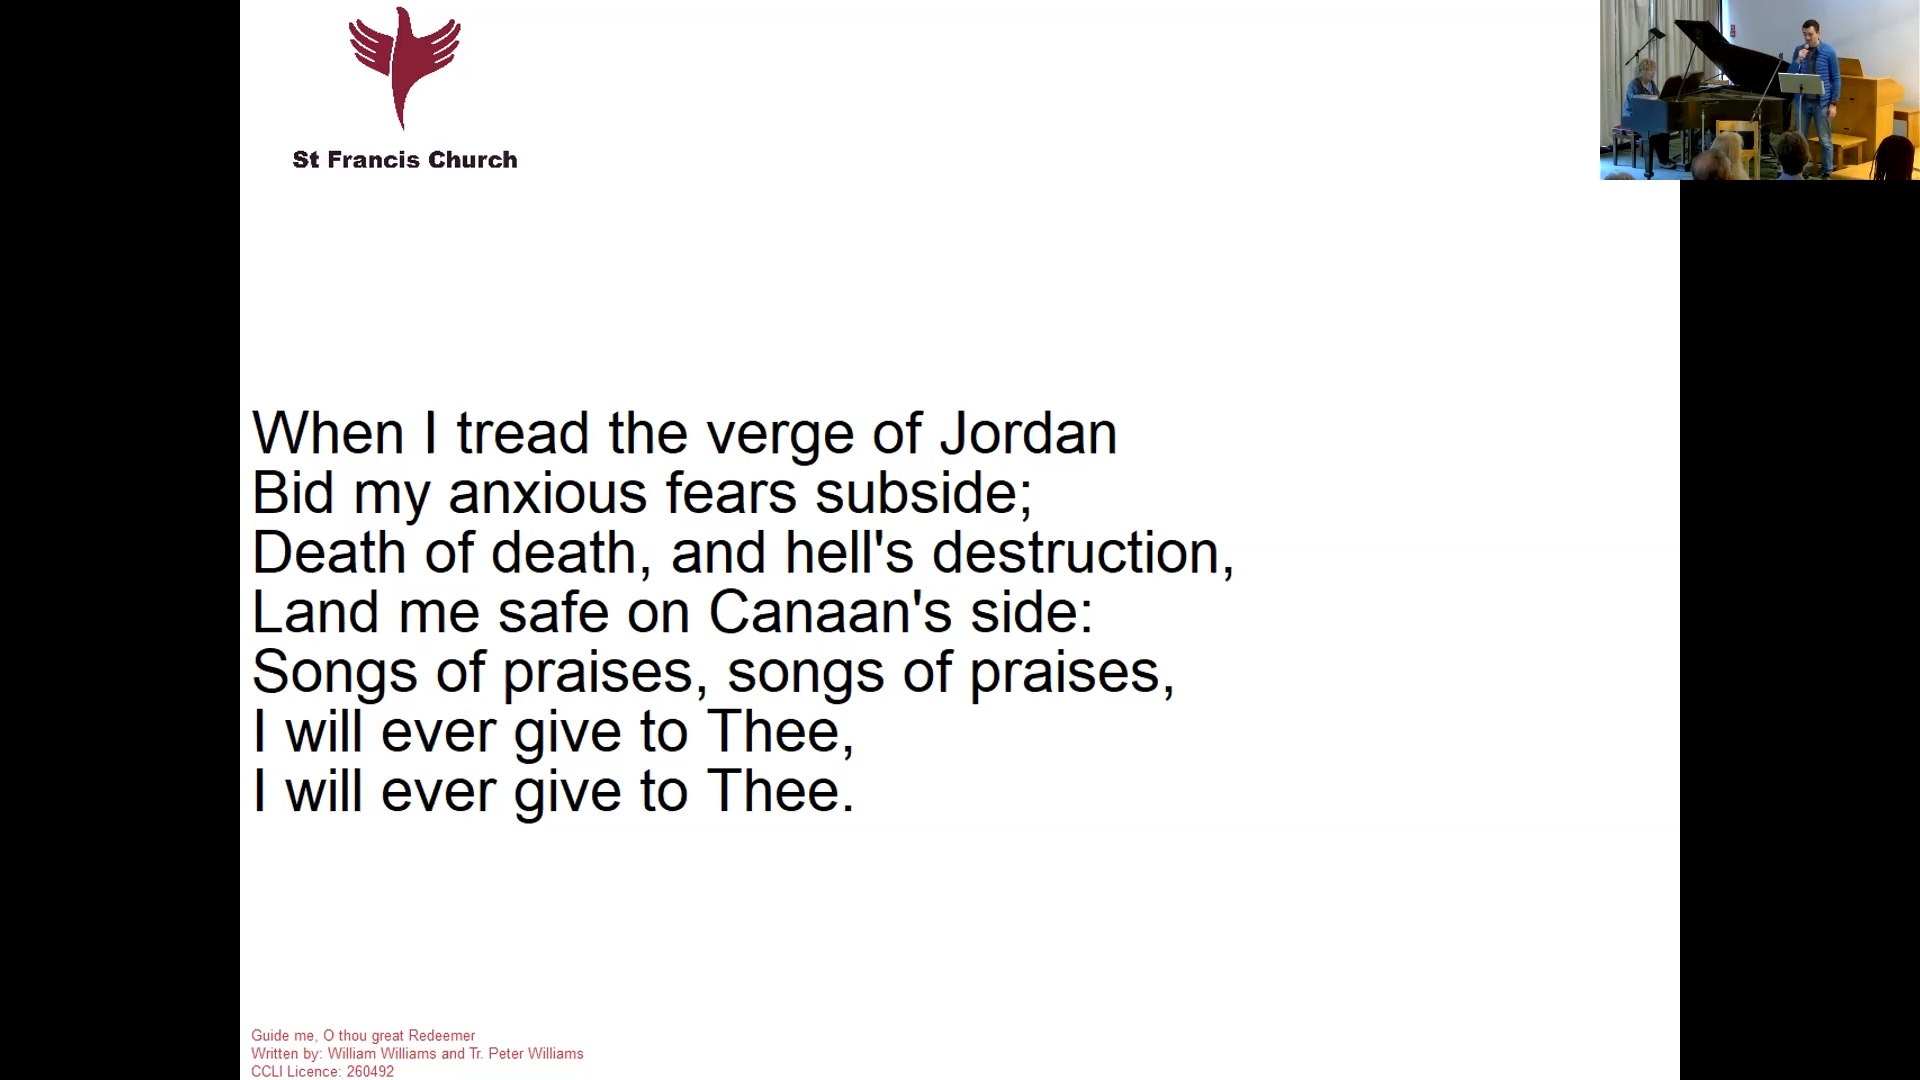 St Francis Church
When I tread the verge of Jordan
Bid my anxious fears subside;
Death of death, and hell's destruction,
Land me safe on Canaan's side:
Songs of praises, songs of praises,
I will ever give to Thee,
I will ever give to Thee.
Guide me, O thou great Redeemer
Written by: William Williams and Tr. Peter Williams
CCLI Licence: 260492